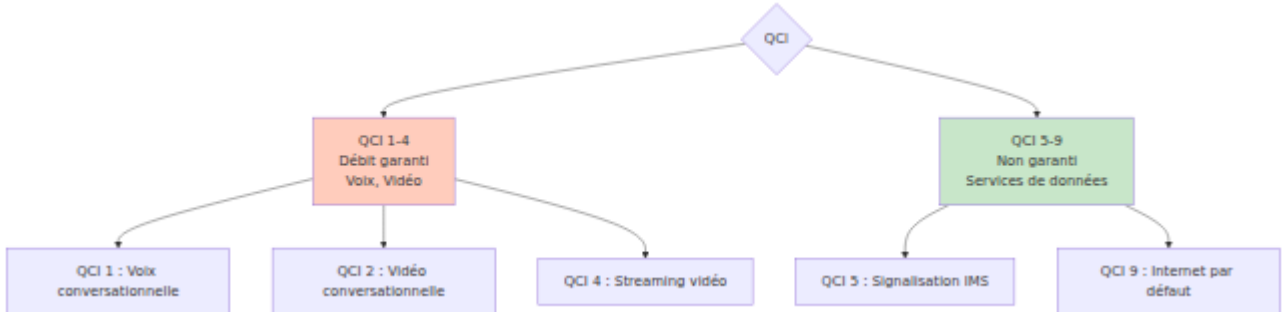 QCI
QCI 1-4
Débit garanti
Voix, Vidéo
QCI 5-9
Non garanti
Services de données
QCI 1 : Voix
conversationnelle
QCI 2 : Vidéo
conversationnelle
QCI 4 : Streaming vidéo
QCI 5 : Signalisation IMS
QCI 9 : Internet par
défaut